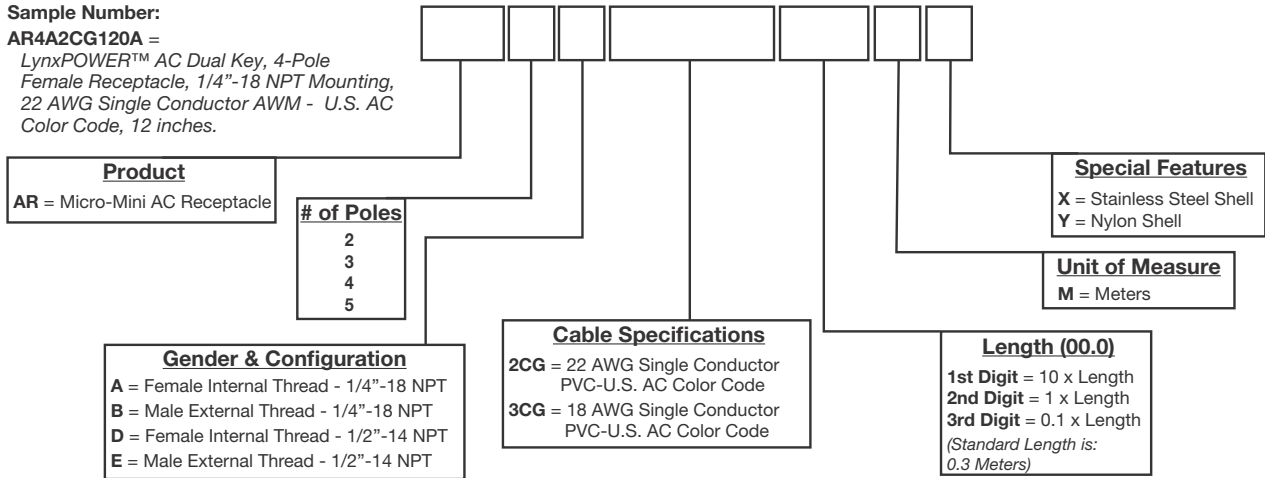 Sample Number:
AR4A2CG120A =
LynxPOWER™ AC Dual Key, 4-Pole
Female Receptacle, 1/4”-18 NPT Mounting,
22 AWG Single Conductor AWM - U.S. AC
Color Code, 12 inches.
Product
AR = Micro-Mini AC Receptacle
# of Poles
2
3
4
5
Gender & Configuration
A = Female Internal Thread - 1/4”-18 NPT
B = Male External Thread - 1/4”-18 NPT
D = Female Internal Thread - 1/2”-14 NPT
E = Male External Thread - 1/2”-14 NPT
Cable Specifications
2CG = 22 AWG Single Conductor
PVC-U.S. AC Color Code
3CG = 18 AWG Single Conductor
PVC-U.S. AC Color Code
Length (00.0)
1st Digit = 10 x Length
2nd Digit = 1 x Length
3rd Digit = 0.1 x Length
(Standard Length is:
0.3 Meters)
Unit of Measure
M = Meters
Special Features
X = Stainless Steel Shell
Y = Nylon Shell